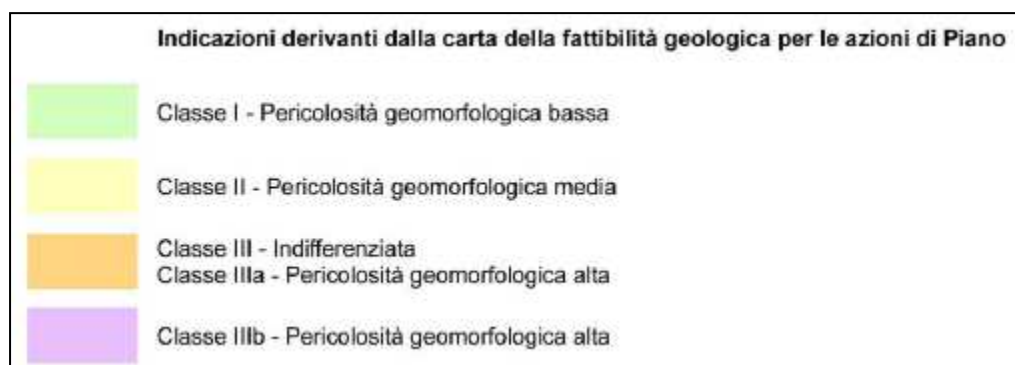 Indicazioni derivanti dalla carta della fattibilità geologica per le azioni di Piano
Classe I - Pericolosità geomorfologica bassa
Classe II - Pericolosità geomorfologica media
Classe III - Indifferenziata
Classe IIIa - Pericolosità geomorfologica alta
Classe IIIb - Pericolosità geomorfologica alta